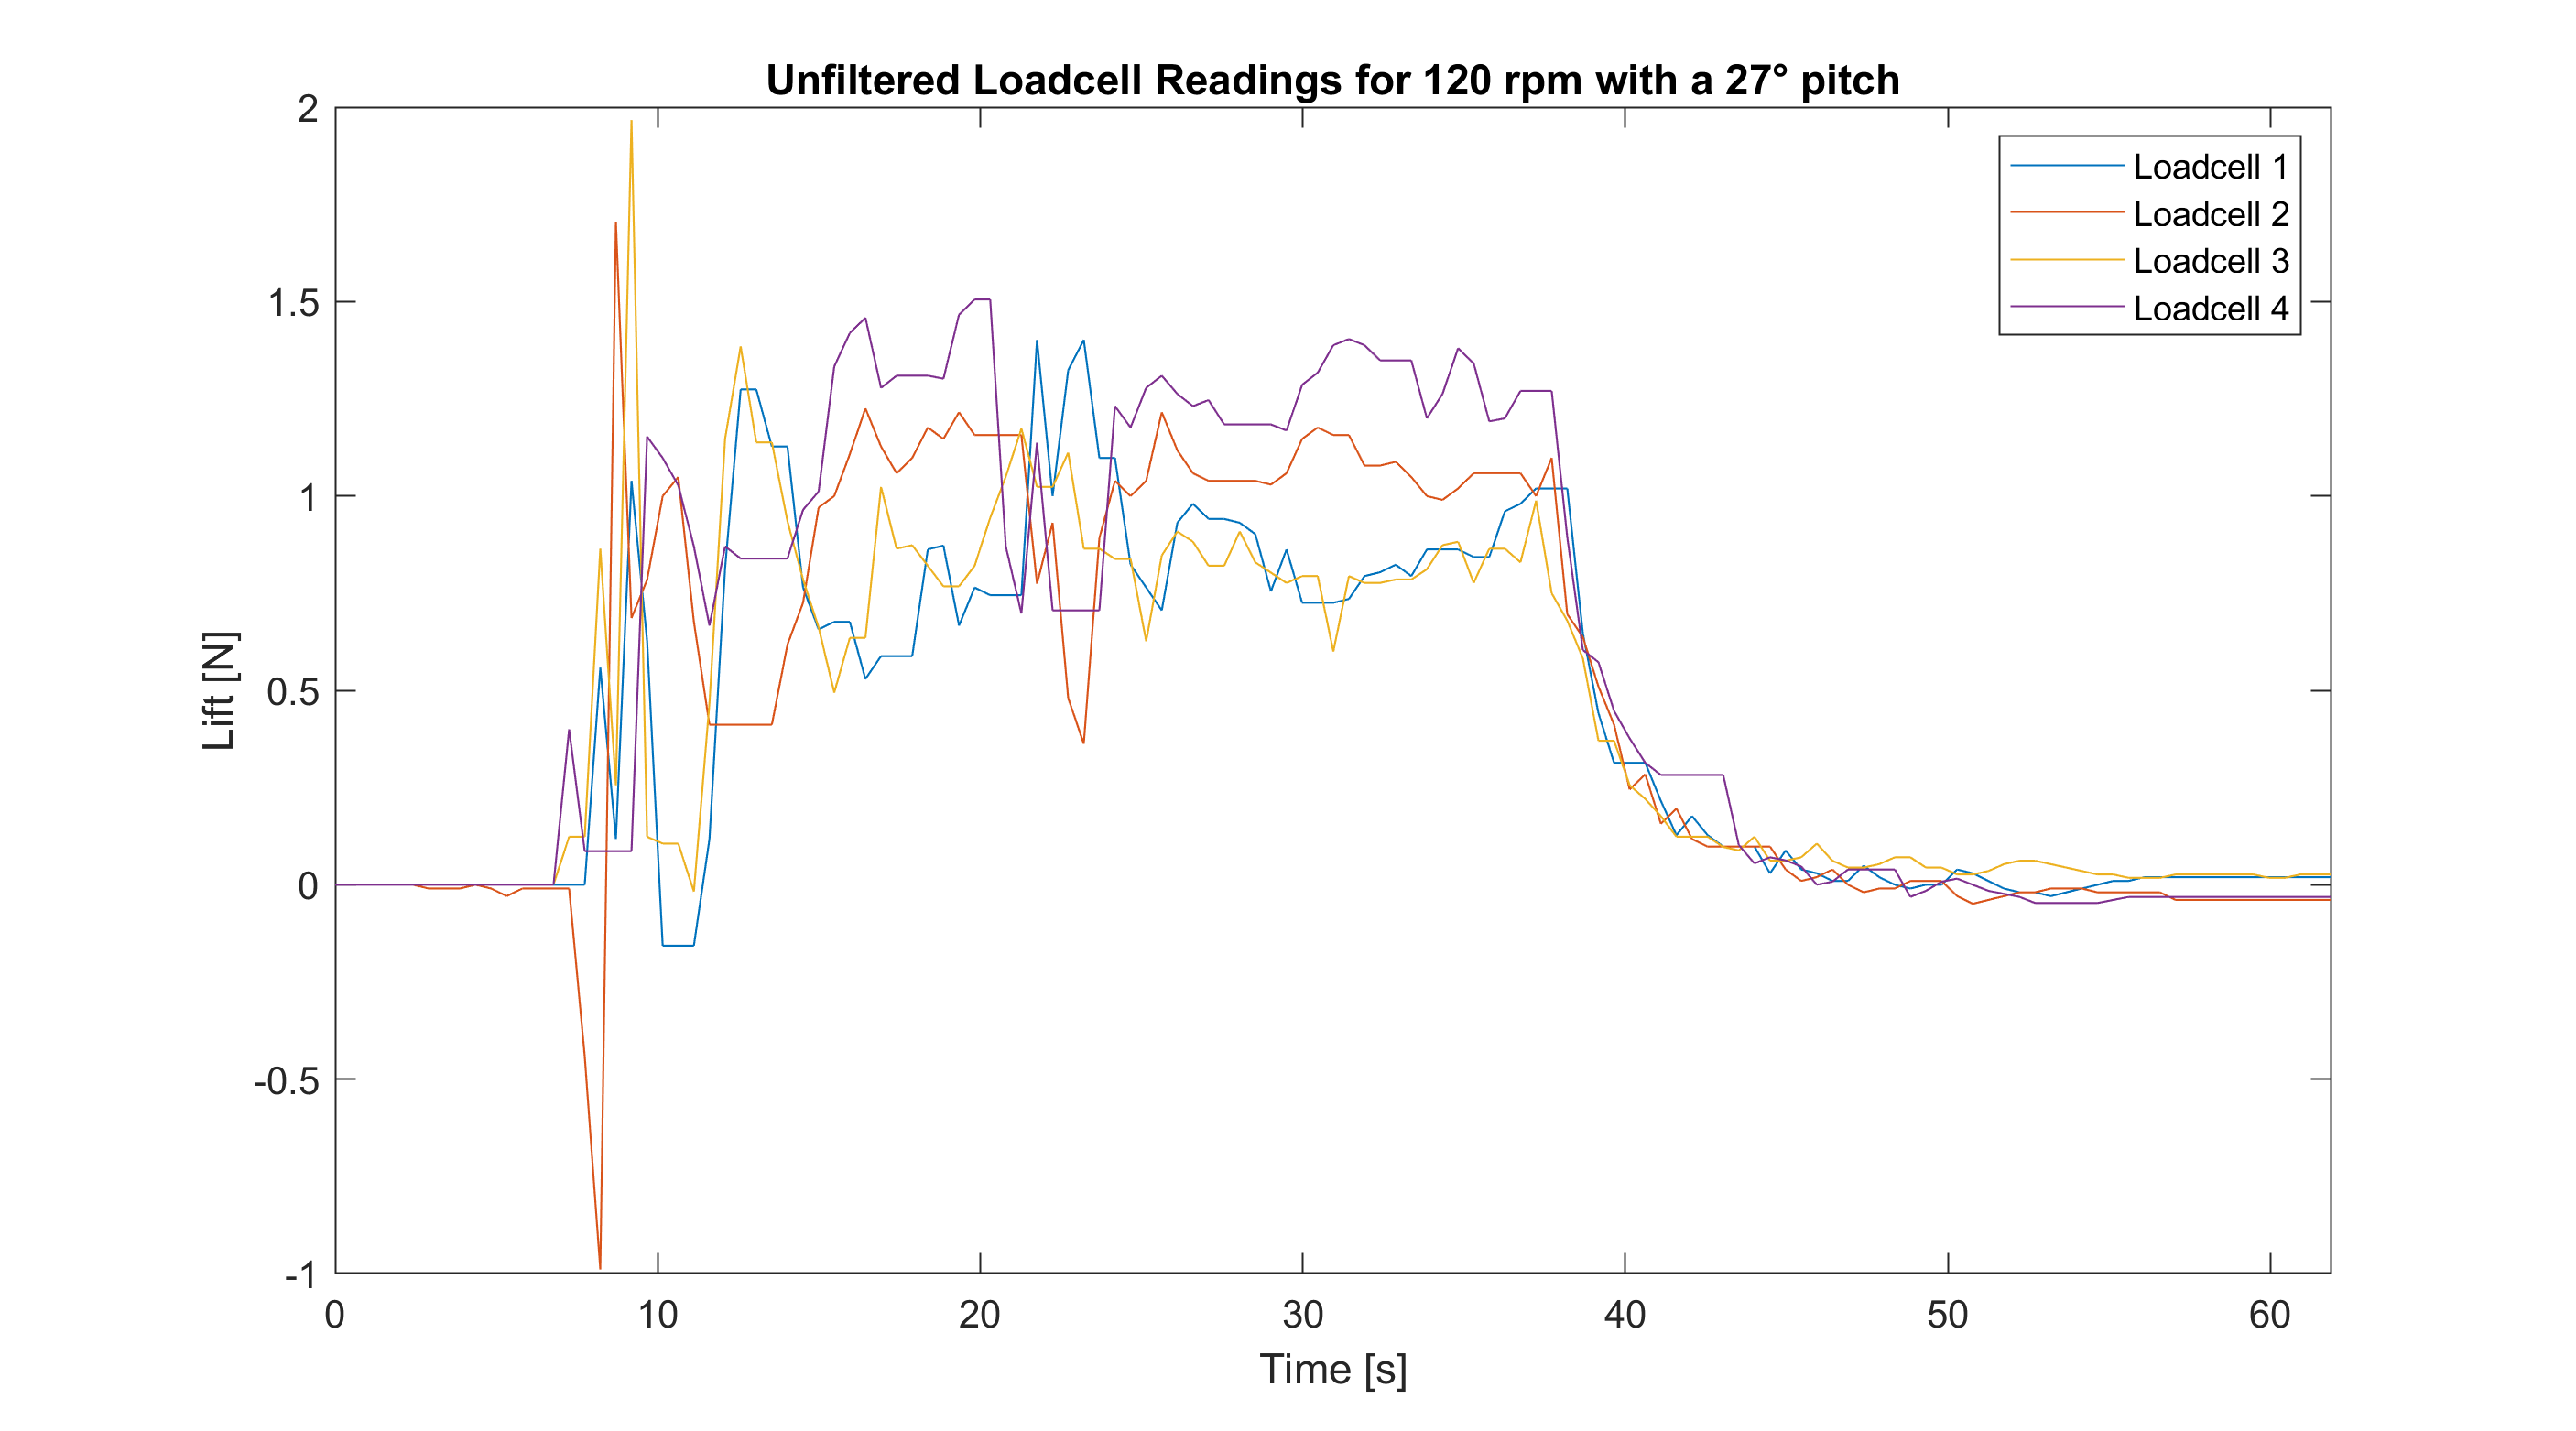 Unfiltered Loadcell Readings for 120 rpm with a 27° pitch
Loadcell 1
Loadcell 2
Loadcell 3
Loadcell 4
2
1.5
1
0.5
0
-0.5
-1
Lift [N]
0 10 20 30 40 50 60
Time [s]